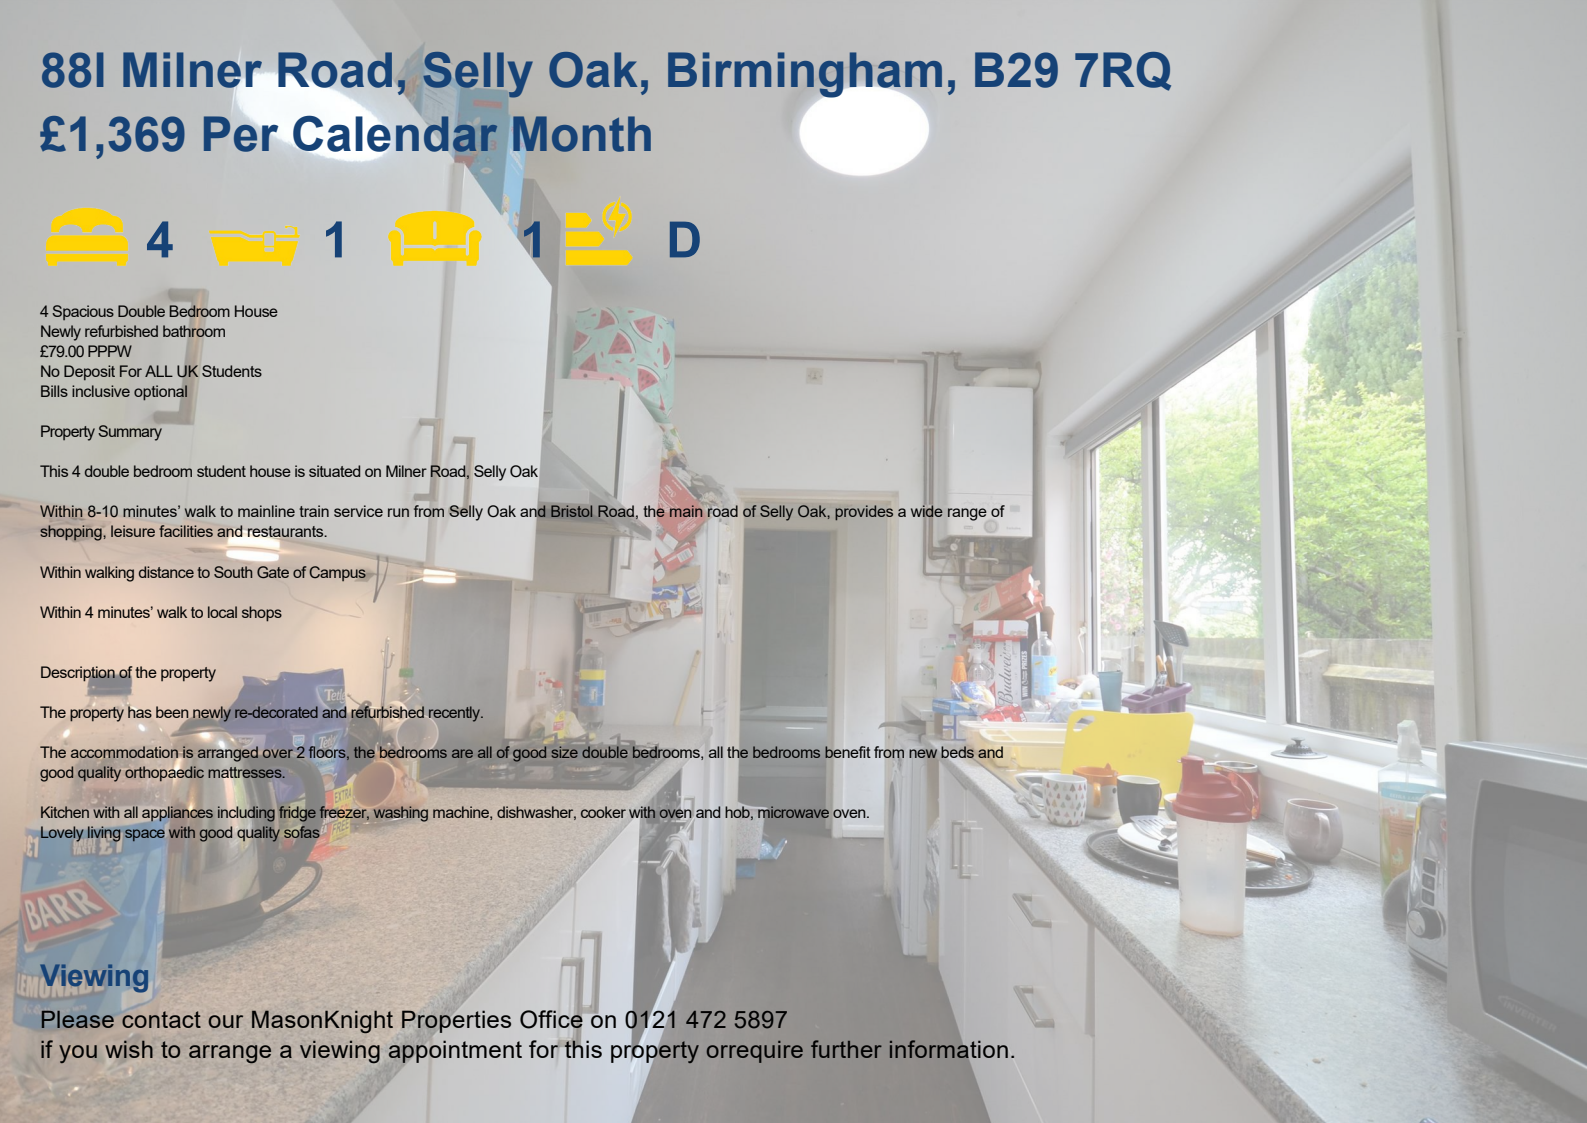 88l Milner Road, Selly Oak, Birmingham, B29 7RQ
£1,369 Per Calendar Month
4 1 1 D
4 Spacious Double Bedroom House
Newly refurbished bathroom
£79.00 PPPW
No Deposit For ALL UK Students
Bills inclusive optional
Property Summary
This 4 double bedroom student house is situated on Milner Road, Selly Oak
Within 8-10 minutes’ walk to mainline train service run from Selly Oak and Bristol Road, the main road of Selly Oak, provides a wide range of
shopping, leisure facilities and restaurants.
Within walking distance to South Gate of Campus
Within 4 minutes’ walk to local shops
Description of the property
The property has been newly re-decorated and refurbished recently.
The accommodation is arranged over 2 floors, the bedrooms are all of good size double bedrooms, all the bedrooms benefit from new beds and
good quality orthopaedic mattresses.
Kitchen with all appliances including fridge freezer, washing machine, dishwasher, cooker with oven and hob, microwave oven.
Lovely living space with good quality sofas
EXTRA
£1
BARR
LEMONADE
Budweiser
INVERTER
Viewing
Please contact our MasonKnight Properties Office on 0121 472 5897
if you wish to arrange a viewing appointment for this property orrequire further information.